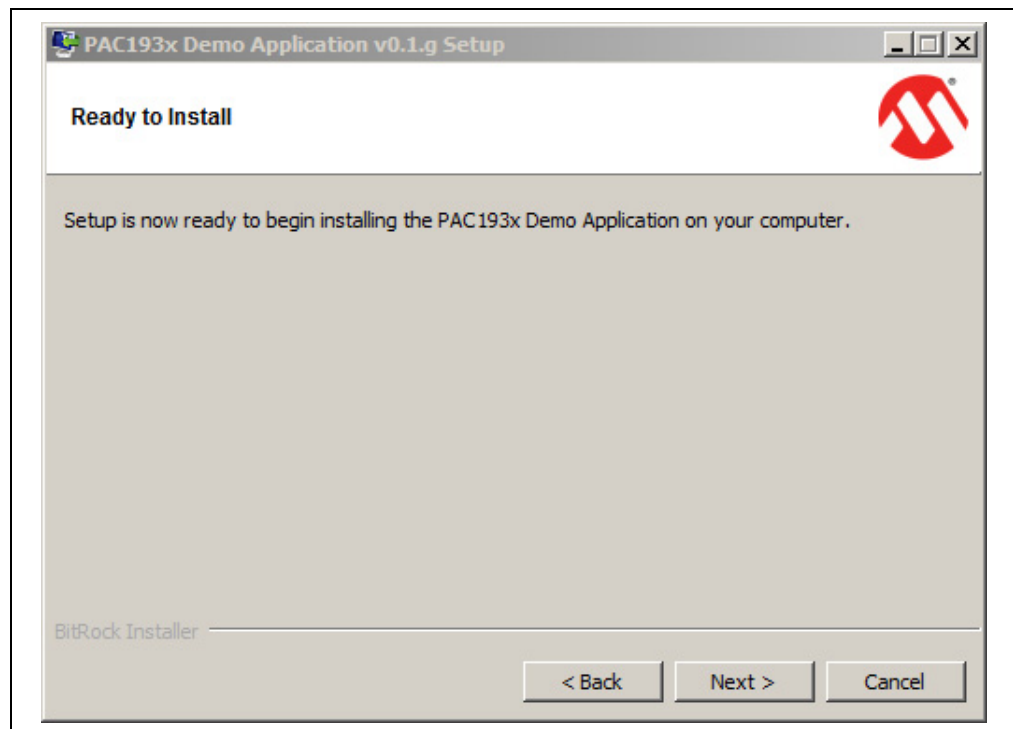 PAC193x Demo Application v0.1.g Setup
Ready to Install
®
Setup is now ready to begin installing the PAC193x Demo Application on your computer.
BitRock Installer
< Back Next > Cancel